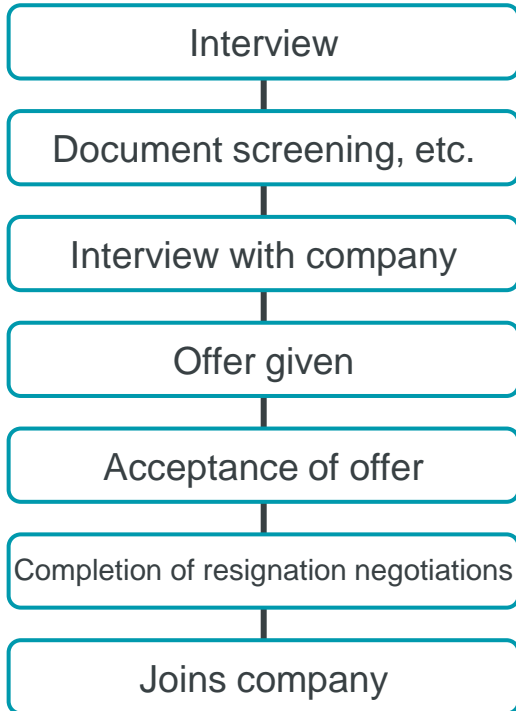 Interview
Document screening, etc.
Interview with company
Offer given
Acceptance of offer
Completion of resignation negotiations
Joins company